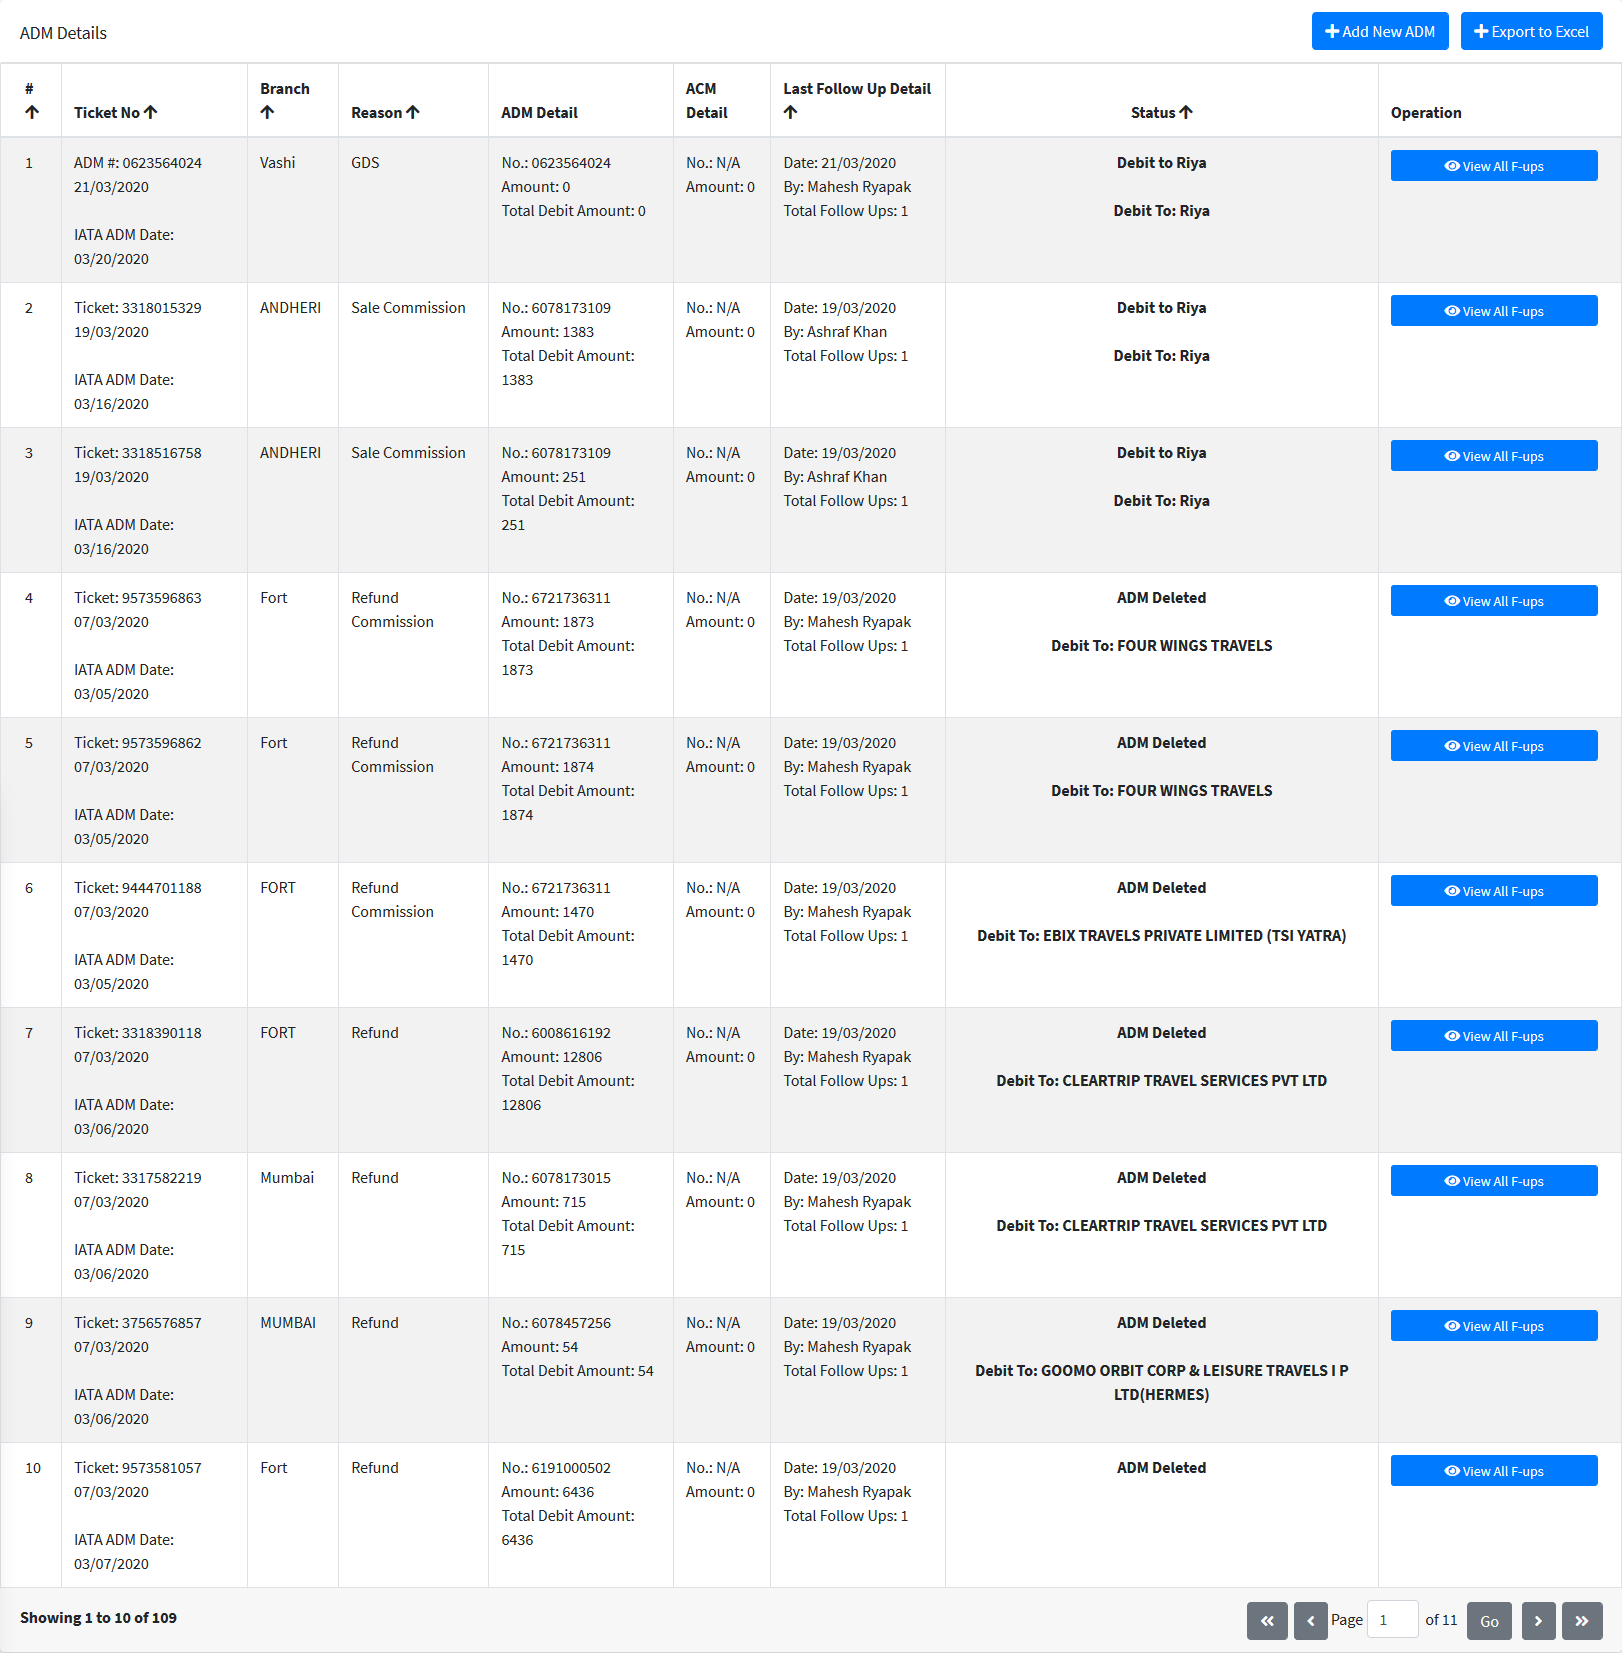 ADM Details
Add New ADM
Export to Excel
#
Ticket No
Branch
Reason
ADM Detail
ACM
Detail
Last Follow Up Detail
Status
Operation
1
ADM #: 0623564024
21/03/2020
IATA ADM Date:
03/20/2020
Vashi
GDS
No.: 0623564024
Amount: 0
Total Debit Amount: 0
No.: N/A
Amount: 0
Date: 21/03/2020
By: Mahesh Ryapak
Total Follow Ups: 1
Debit to Riya
Debit To: Riya
View All F-ups
2
Ticket: 3318015329
19/03/2020
IATA ADM Date:
03/16/2020
ANDHERI
Sale Commission
No.: 6078173109
Amount: 1383
Total Debit Amount:
1383
No.: N/A
Amount: 0
Date: 19/03/2020
By: Ashraf Khan
Total Follow Ups: 1
Debit to Riya
Debit To: Riya
View All F-ups
3
Ticket: 3318516758
19/03/2020
IATA ADM Date:
03/16/2020
ANDHERI
Sale Commission
No.: 6078173109
Amount: 251
Total Debit Amount:
251
No.: N/A
Amount: 0
Date: 19/03/2020
By: Ashraf Khan
Total Follow Ups: 1
Debit to Riya
Debit To: Riya
View All F-ups
4
Ticket: 9573596863
07/03/2020
IATA ADM Date:
03/05/2020
Fort
Refund
Commission
No.: 6721736311
Amount: 1873
Total Debit Amount:
1873
No.: N/A
Amount: 0
Date: 19/03/2020
By: Mahesh Ryapak
Total Follow Ups: 1
ADM Deleted
Debit To: FOUR WINGS TRAVELS
View All F-ups
5
Ticket: 9573596862
07/03/2020
IATA ADM Date:
03/05/2020
Fort
Refund
Commission
No.: 6721736311
Amount: 1874
Total Debit Amount:
1874
No.: N/A
Amount: 0
Date: 19/03/2020
By: Mahesh Ryapak
Total Follow Ups: 1
ADM Deleted
Debit To: FOUR WINGS TRAVELS
View All F-ups
6
Ticket: 9444701188
07/03/2020
IATA ADM Date:
03/05/2020
FORT
Refund
Commission
No.: 6721736311
Amount: 1470
Total Debit Amount:
1470
No.: N/A
Amount: 0
Date: 19/03/2020
By: Mahesh Ryapak
Total Follow Ups: 1
ADM Deleted
Debit To: EBIX TRAVELS PRIVATE LIMITED (TSI YATRA)
View All F-ups
7
Ticket: 3318390118
07/03/2020
IATA ADM Date:
03/06/2020
FORT
Refund
No.: 6008616192
Amount: 12806
Total Debit Amount:
12806
No.: N/A
Amount: 0
Date: 19/03/2020
By: Mahesh Ryapak
Total Follow Ups: 1
ADM Deleted
Debit To: CLEARTRIP TRAVEL SERVICES PVT LTD
View All F-ups
8
Ticket: 3317582219
07/03/2020
IATA ADM Date:
03/06/2020
Mumbai
Refund
No.: 6078173015
Amount: 715
Total Debit Amount:
715
No.: N/A
Amount: 0
Date: 19/03/2020
By: Mahesh Ryapak
Total Follow Ups: 1
ADM Deleted
Debit To: CLEARTRIP TRAVEL SERVICES PVT LTD
View All F-ups
9
Ticket: 3756576857
07/03/2020
IATA ADM Date:
03/06/2020
MUMBAI
Refund
No.: 6078457256
Amount: 54
Total Debit Amount: 54
No.: N/A
Amount: 0
Date: 19/03/2020
By: Mahesh Ryapak
Total Follow Ups: 1
ADM Deleted
Debit To: GOOMO ORBIT CORP & LEISURE TRAVELS I P
LTD(HERMES)
View All F-ups
10
Ticket: 9573581057
07/03/2020
IATA ADM Date:
03/07/2020
Fort
Refund
No.: 6191000502
Amount: 6436
Total Debit Amount:
6436
No.: N/A
Amount: 0
Date: 19/03/2020
By: Mahesh Ryapak
Total Follow Ups: 1
ADM Deleted
View All F-ups
Showing 1 to 10 of 109
Page 1 of 11 Go